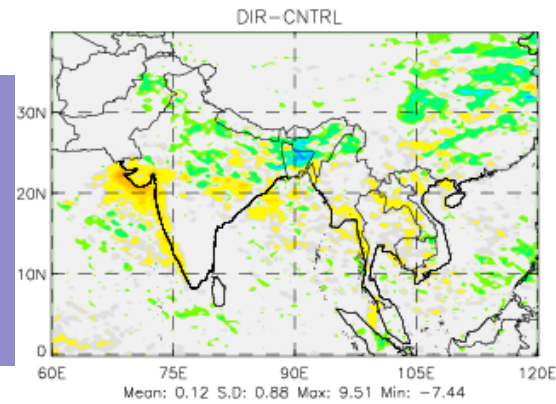 DIR-CNTRL
30N
20N
10N
0
60E 75E 90E 105E 120E
Mean: 0.12 S.D: 0.88 Max: 9.51 Min: -7.44